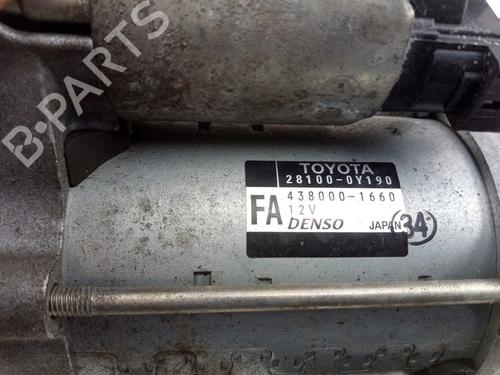 B-PARTS
TOYOTA
28100-0Y190
FA 438000-1660
12V
DENSO JAPAN 34